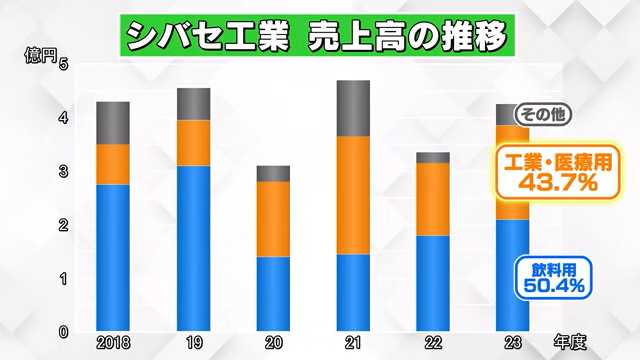 シバセ工業 売上高の推移
億円
5
4
3
2
1
0
その他
工業・医療用
43.7%
飲料用
50.4%
2018 19 20 21 22 23 年度